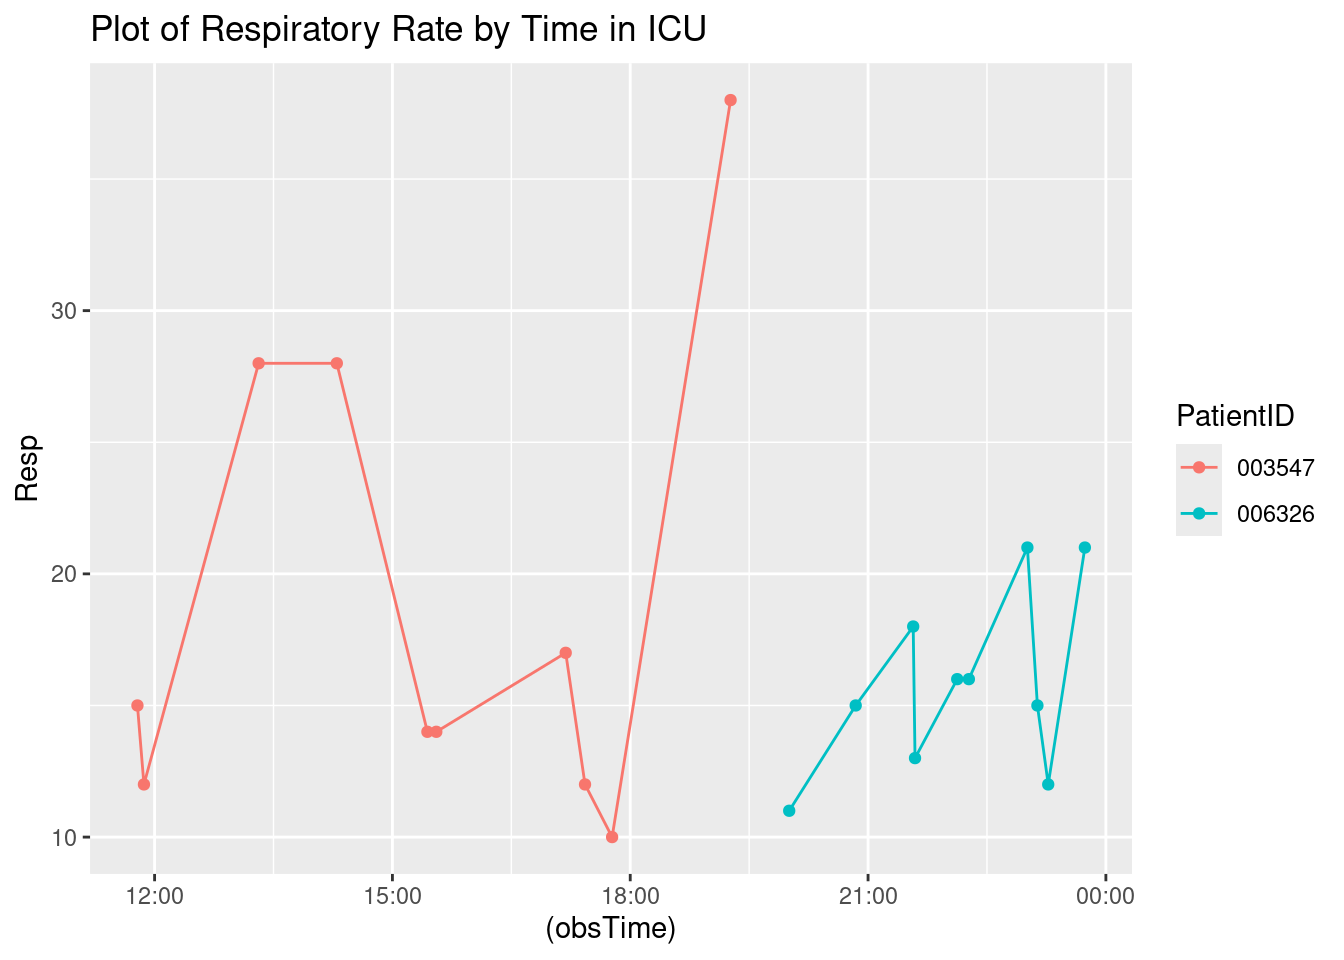 Plot of Respiratory Rate by Time in ICU
Resp
30
20
10
12:00 15:00 18:00 21:00 00:00
(obsTime)
PatientID
003547
006326